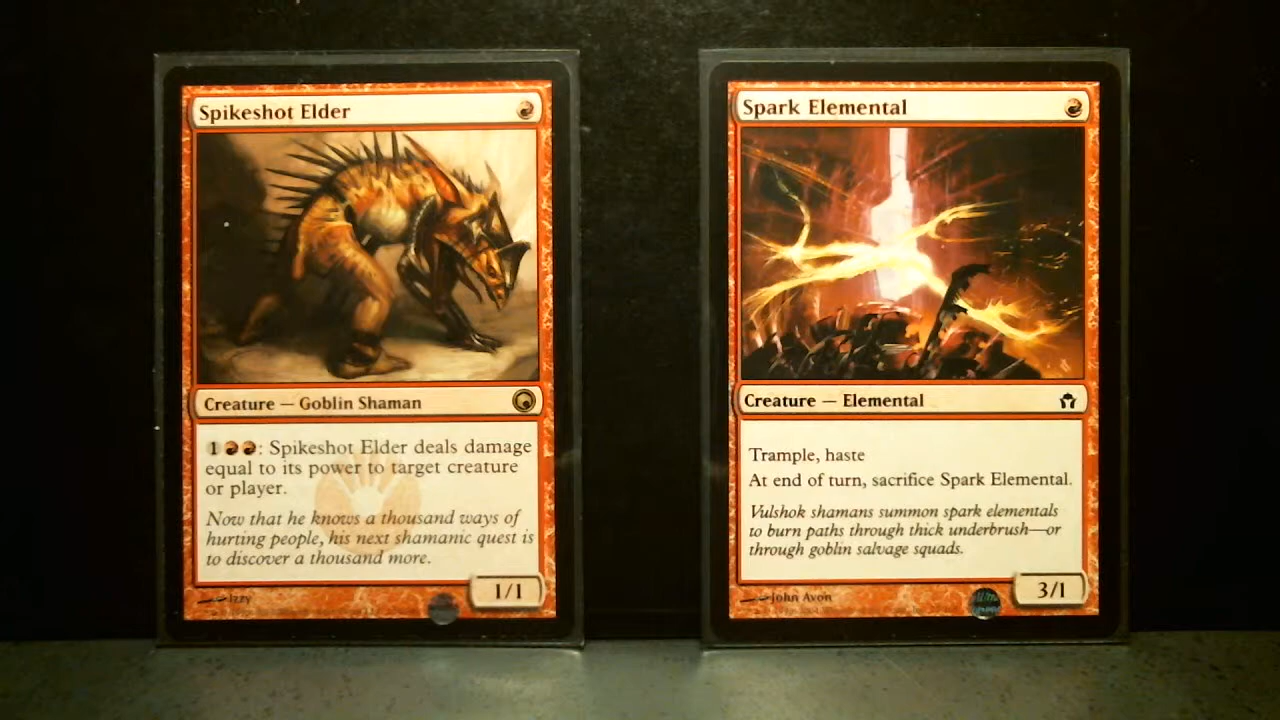 Spikeshot Elder
Creature — Goblin Shaman
1: Spikeshot Elder deals damage
equal to its power to target creature
or player.
Now that he knows a thousand ways of
hurting people, his next shamanic quest is
to discover a thousand more.
Izzy
1/1
Spark Elemental
Creature — Elemental
Trample, haste
At end of turn, sacrifice Spark Elemental.
Vulshok shamans summon spark elementals
to burn paths through thick underbrush—or
through goblin salvage squads.
John Avon
3/1